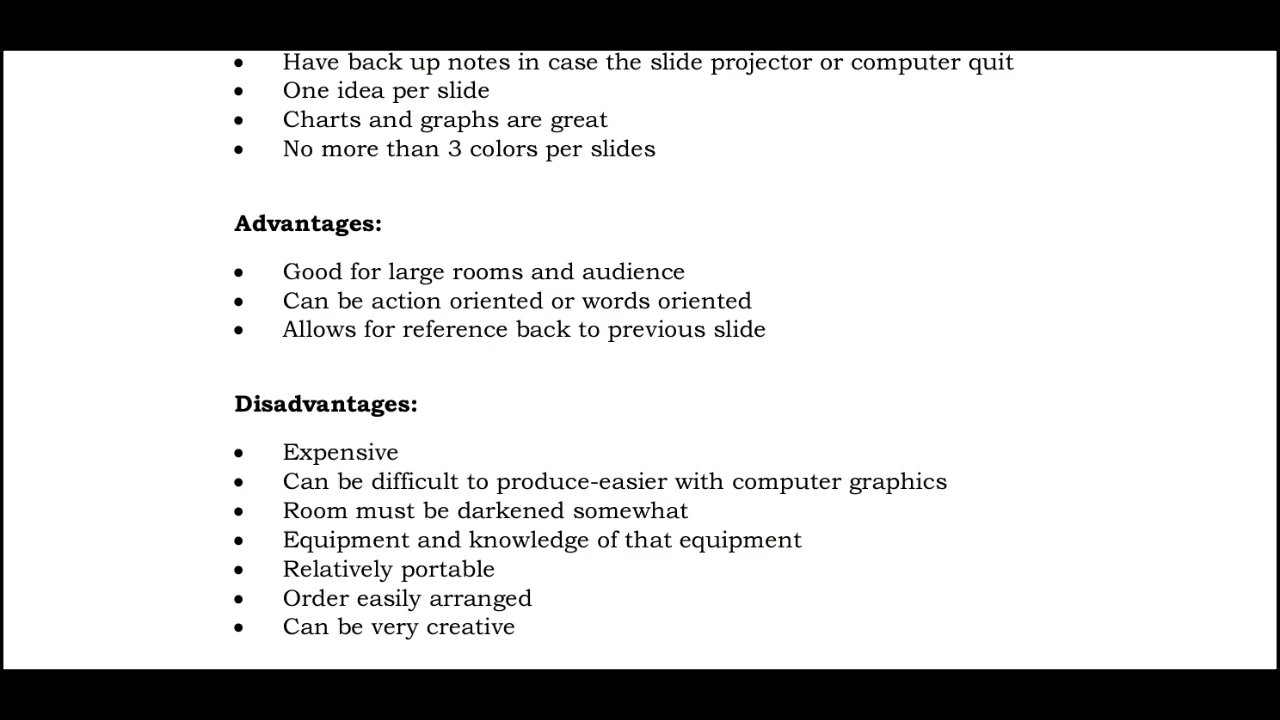 • Have back up notes in case the slide projector or computer quit
• One idea per slide
• Charts and graphs are great
• No more than 3 colors per slides
Advantages:
• Good for large rooms and audience
• Can be action oriented or words oriented
• Allows for reference back to previous slide
Disadvantages:
• Expensive
• Can be difficult to produce-easier with computer graphics
• Room must be darkened somewhat
• Equipment and knowledge of that equipment
• Relatively portable
• Order easily arranged
• Can be very creative